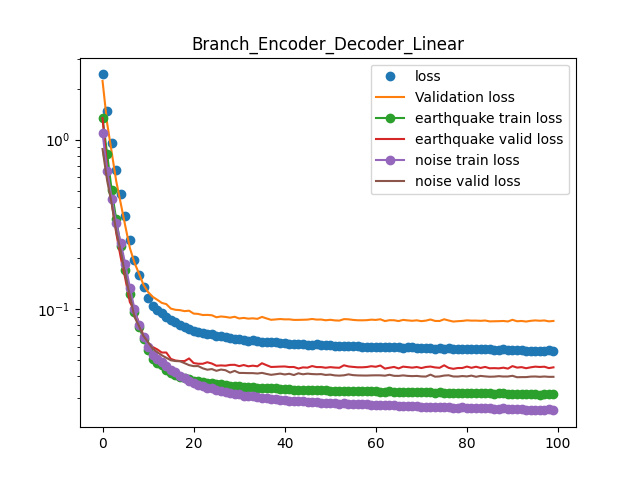 Branch_Encoder_Decoder_Linear
loss
Validation loss
earthquake train loss
earthquake valid loss
noise train loss
noise valid loss
10⁰
10⁻¹
0 20 40 60 80 100